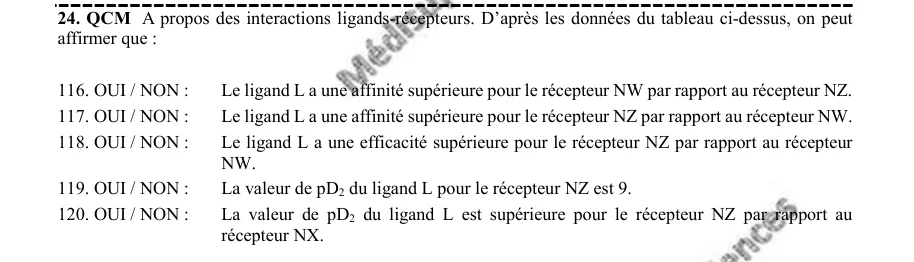 24. QCM A propos des interactions ligands-récepteurs. D'après les données du tableau ci-dessus, on peut
affirmer que :
116. OUI / NON : Le ligand L a une affinité supérieure pour le récepteur NW par rapport au récepteur NZ.
117. OUI / NON : Le ligand L a une affinité supérieure pour le récepteur NZ par rapport au récepteur NW.
118. OUI / NON : Le ligand L a une efficacité supérieure pour le récepteur NZ par rapport au récepteur
NW.
119. OUI / NON : La valeur de pD₂ du ligand L pour le récepteur NZ est 9.
120. OUI / NON : La valeur de pD₂ du ligand L est supérieure pour le récepteur NZ par rapport au
récepteur NX.